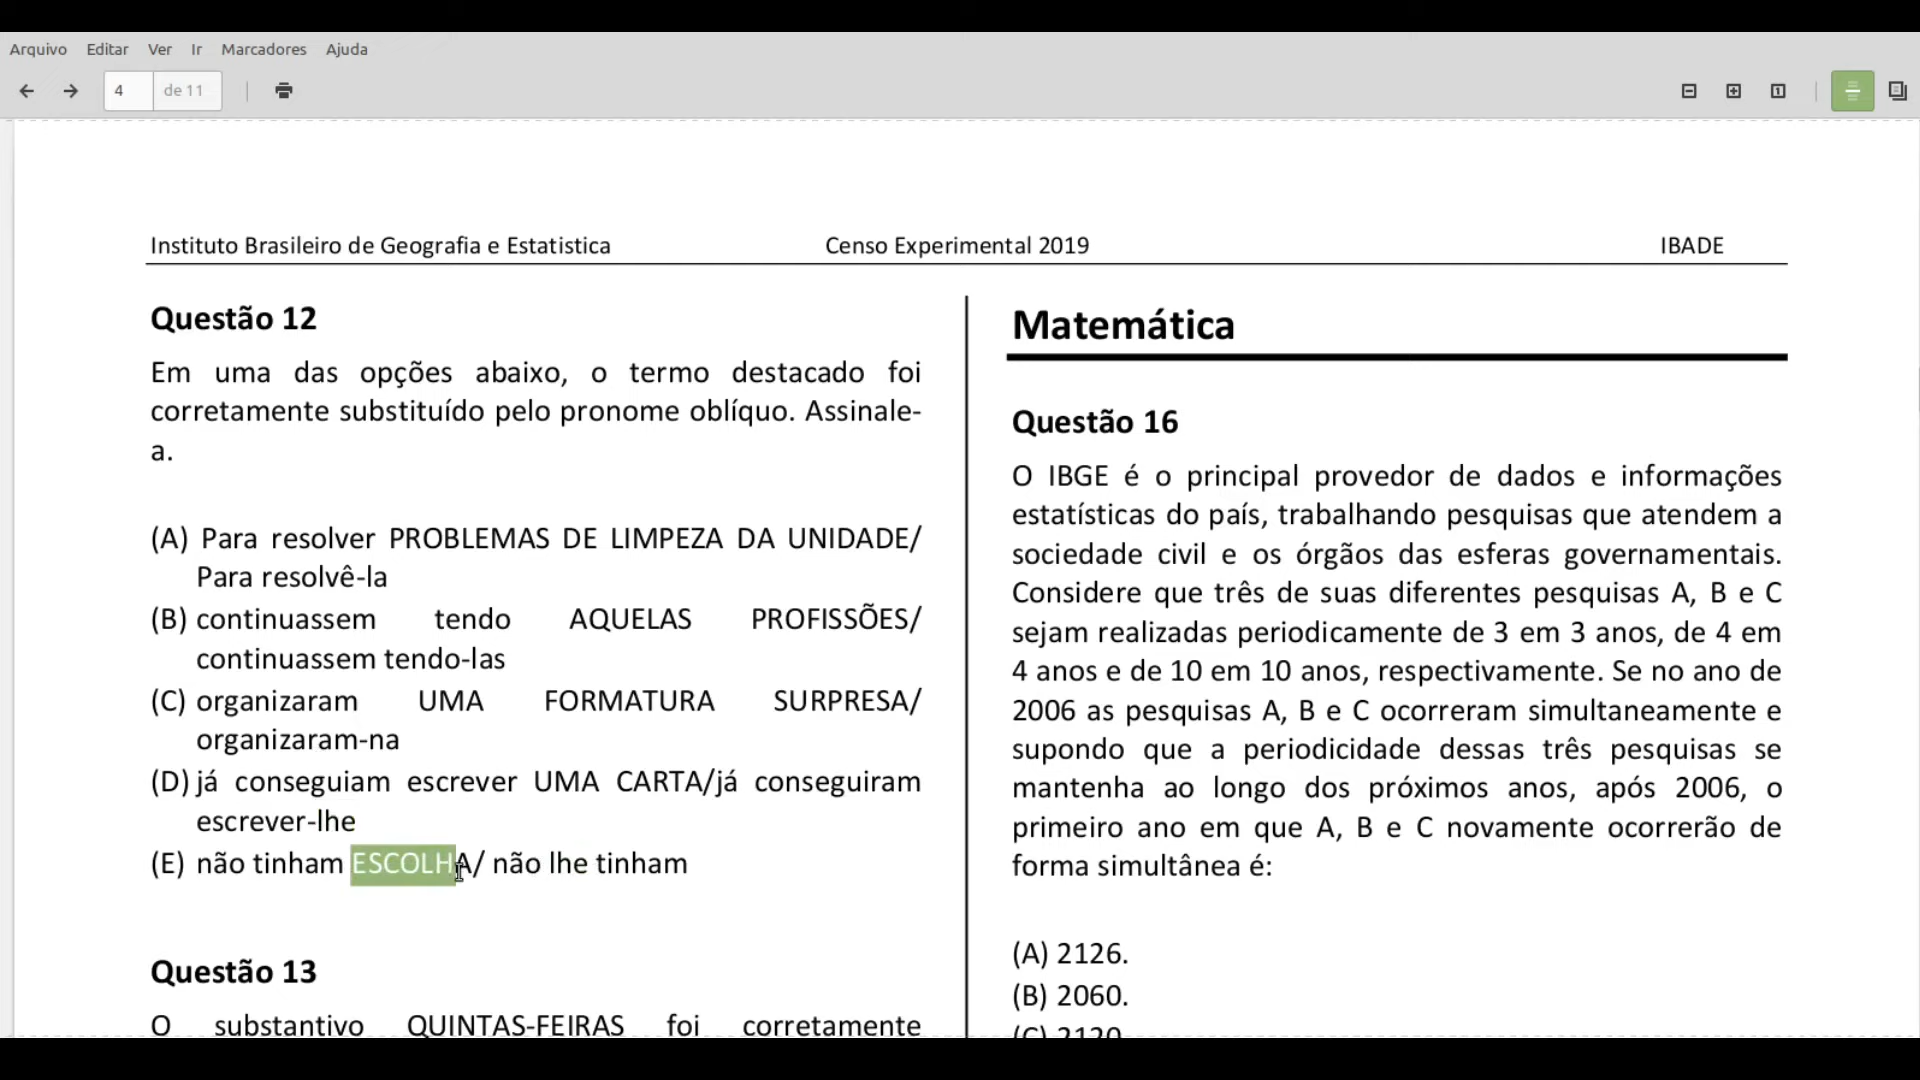 Arquivo Editar Ver Ir Marcadores Ajuda
4 de 11
Instituto Brasileiro de Geografia e Estatistica Censo Experimental 2019 IBADE
Questão 12
Em uma das opções abaixo, o termo destacado foi
corretamente substituído pelo pronome oblíquo. Assinale-
a.
(A) Para resolver PROBLEMAS DE LIMPEZA DA UNIDADE/
Para resolvê-la
(B) continuassem tendo AQUELAS PROFISSÕES/
continuassem tendo-las
(C) organizaram UMA FORMATURA SURPRESA/
organizaram-na
(D) já conseguiam escrever UMA CARTA/já conseguiram
escrever-lhe
(E) não tinham ESCOLHA/ não lhe tinham
Questão 13
O substantivo QUINTAS-FEIRAS foi corretamente
Matemática
Questão 16
O IBGE é o principal provedor de dados e informações
estatísticas do país, trabalhando pesquisas que atendem a
sociedade civil e os órgãos das esferas governamentais.
Considere que três de suas diferentes pesquisas A, B e C
sejam realizadas periodicamente de 3 em 3 anos, de 4 em
4 anos e de 10 em 10 anos, respectivamente. Se no ano de
2006 as pesquisas A, B e C ocorreram simultaneamente e
supondo que a periodicidade dessas três pesquisas se
mantenha ao longo dos próximos anos, após 2006, o
primeiro ano em que A, B e C novamente ocorrerão de
forma simultânea é:
(A) 2126.
(B) 2060.
(C) 2120